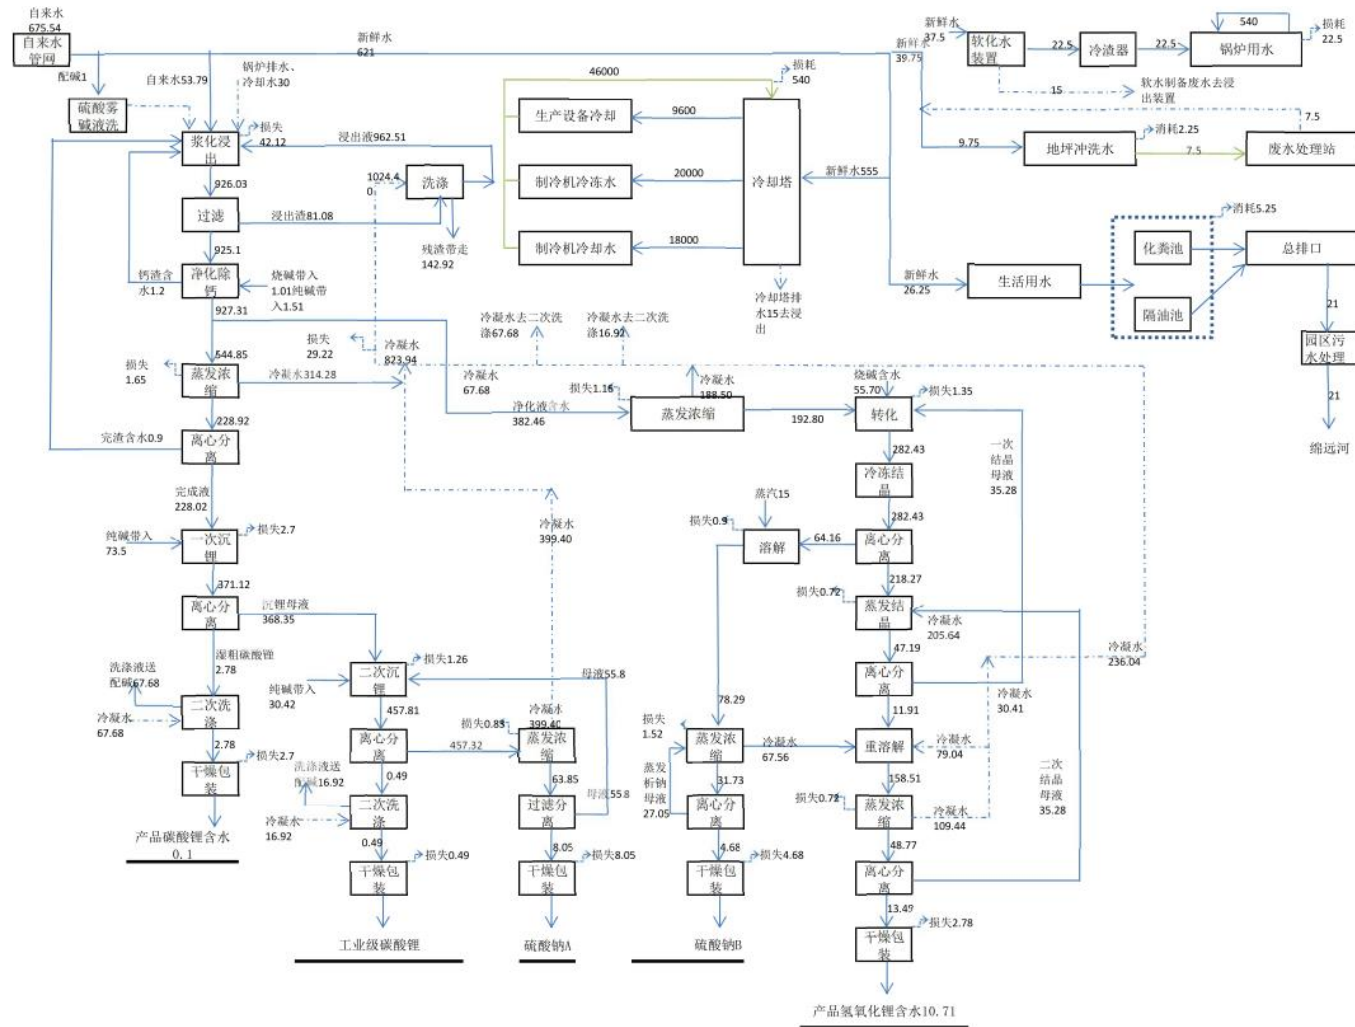 自来水
675.54
自来水
管网
新鲜水
621
配碱1
自来水53.79
锅炉排水、
冷却水30
硫酸雾
碱液洗
浆化浸
出
损失
42.12
浸出液962.51
926.03
过滤
浸出渣81.08
925.1
净化除
钙
钙渣含
水1.2
烧碱带入
1.01纯碱带
入1.51
927.31
1024.4
0
洗涤
残渣带走
142.92
46000
损耗
540
生产设备冷却
9600
制冷机冷冻水
20000
制冷机冷却水
18000
冷却塔
新鲜水555
冷却塔排
水15去浸
出
新鲜水
37.5
软化水
装置
22.5
冷渣器
22.5
锅炉用水
540
损耗
22.5
新鲜水
39.75
15
软水制备废水去浸
出装置
7.5
9.75
地坪冲洗水
消耗2.25
7.5
废水处理站
新鲜水
26.25
生活用水
化粪池
隔油池
消耗5.25
总排口
21
园区污
水处理
21
绵远河
544.85
损失
1.65
蒸发浓
缩
冷凝水314.28
228.92
完渣含水0.9
离心分
离
损失
29.22
冷凝水
823.94
冷凝水去二次洗
涤67.68
冷凝水去二次洗
涤16.92
冷凝水
67.68
净化液含水
382.46
损失1.16
蒸发浓缩
冷凝水
188.50
192.80
烧碱含水
55.70
损失1.35
转化
282.43
冷冻结
晶
一次
结晶
母液
35.28
282.43
离心分
离
64.16
蒸汽15
损失0.9
溶解
218.27
损失0.72
蒸发结
晶
冷凝水
205.64
47.19
离心分
离
冷凝水
30.41
冷凝水
236.04
11.91
完成液
228.02
纯碱带入
73.5
一次沉
锂
损失2.7
371.12
离心分
离
沉锂母液
368.35
湿粗碳酸锂
2.78
洗涤液送
配碱67.68
二次洗
涤
冷凝水
67.68
2.78
干燥包
装
损失2.7
产品碳酸锂含水
0.1
冷凝水
399.40
二次沉
锂
损失1.26
纯碱带入
30.42
母液55.8
457.81
离心分
离
457.32
损失0.85
冷凝水
399.40
蒸发浓
缩
洗涤液送
配碱16.92
0.49
二次洗
涤
冷凝水
16.92
0.49
干燥包
装
损失0.49
工业级碳酸锂
63.85
过滤分
离
母液55.8
8.05
干燥包
装
损失8.05
硫酸钠A
78.29
损失
1.52
蒸发浓
缩
冷凝水
67.56
蒸发
析钠
母液
27.05
31.73
离心分
离
4.68
干燥包
装
损失4.68
硫酸钠B
重溶解
冷凝水
79.04
158.51
损失0.72
蒸发浓
缩
冷凝水
109.44
二次
结晶
母液
35.28
48.77
离心分
离
13.49
干燥包
装
损失2.78
产品氢氧化锂含水10.71